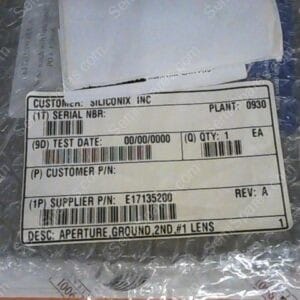 CUSTOMER: SILICONIX INC
PLANT: 0930
(1T) SERIAL NBR:
(9D) TEST DATE: 00/00/0000
(Q) QTY: 1 EA
(P) CUSTOMER P/N:
(1P) SUPPLIER P/N: E17135200
REV: A
DESC: APERTURE,GROUND,2ND,#1 LENS
1